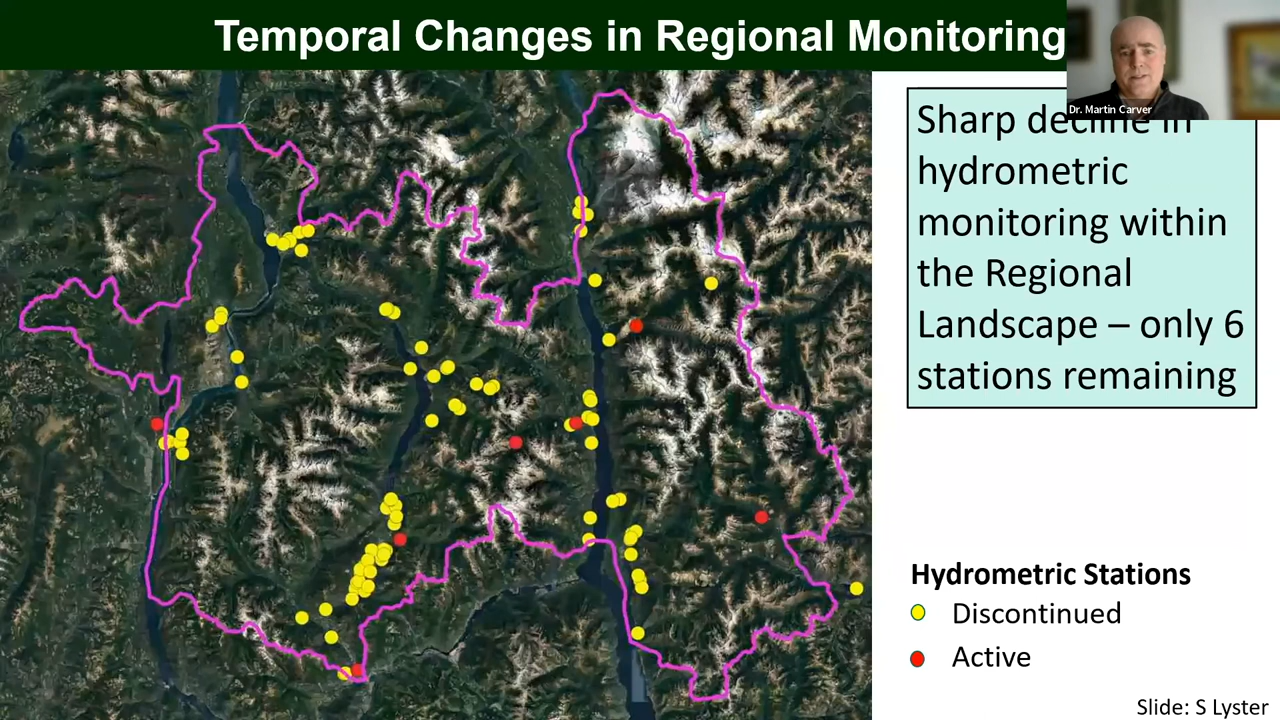 Temporal Changes in Regional Monitoring
Dr. Martin Carver
Sharp decline in
hydrometric
monitoring within
the Regional
Landscape – only 6
stations remaining
Hydrometric Stations
Discontinued
Active
Slide: S Lyster